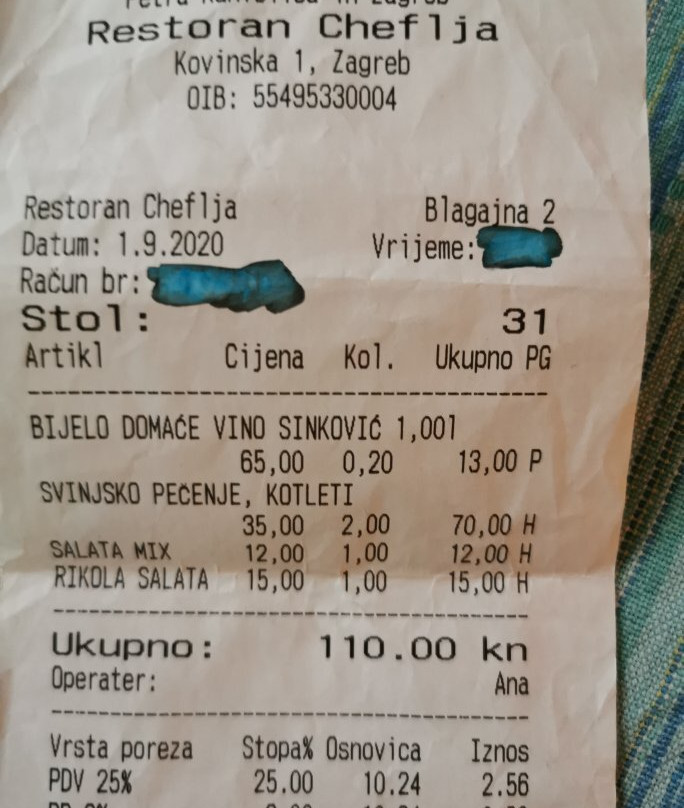 Restoran Cheflja
Kovinska 1, Zagreb
OIB: 55495330004
Restoran Cheflja Blagajna 2
Datum: 1.9.2020 Vrijeme:
Račun br:
Stol: 31
Artikl Cijena Kol. Ukupno PG
BIJELO DOMAĆE VINO SINKOVIĆ 1,00l
65,00 0,20 13,00 P
SVINJSKO PEČENJE, KOTLETI
35,00 2,00 70,00 H
SALATA MIX 12,00 1,00 12,00 H
RIKOLA SALATA 15,00 1,00 15,00 H
Ukupno: 110.00 kn
Operater: Ana
Vrsta poreza Stopa% Osnovica Iznos
PDV 25% 25.00 10.24 2.56